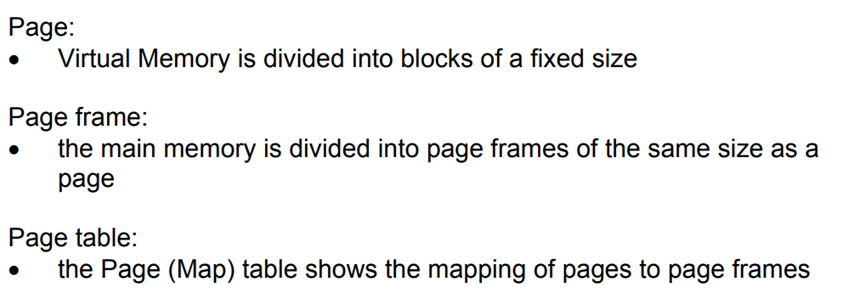 Page:
• Virtual Memory is divided into blocks of a fixed size
Page frame:
• the main memory is divided into page frames of the same size as a
page
Page table:
• the Page (Map) table shows the mapping of pages to page frames